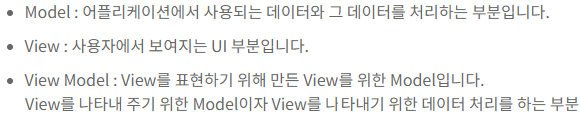 • Model : 어플리케이션에서 사용되는 데이터와 그 데이터를 처리하는 부분입니다.
• View : 사용자에서 보여지는 UI 부분입니다.
• View Model : View를 표현하기 위해 만든 View를 위한 Model입니다.
View를 나타내 주기 위한 Model이자 View를 나타내기 위한 데이터 처리를 하는 부분